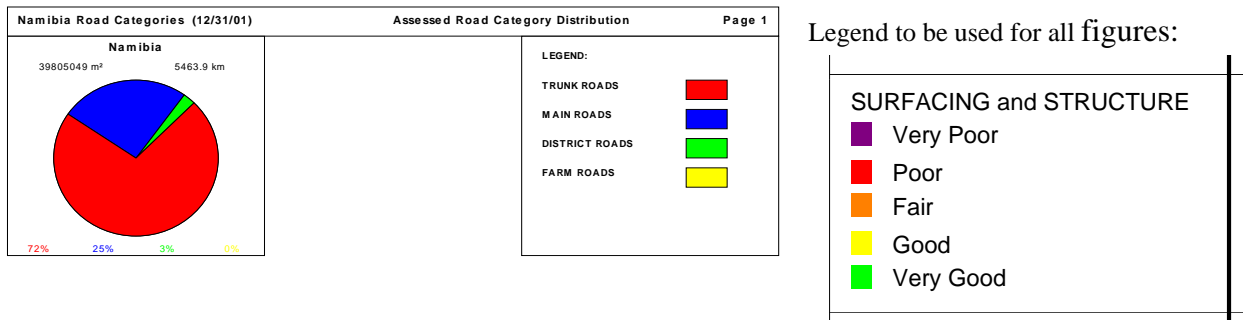 Namibia Road Categories (12/31/01) Assessed Road Category Distribution Page 1
Namibia
39805049 m² 5463.9 km
72% 25% 3% 0%
LEGEND:
TRUNK ROADS
MAIN ROADS
DISTRICT ROADS
FARM ROADS
Legend to be used for all figures:
SURFACING and STRUCTURE
Very Poor
Poor
Fair
Good
Very Good